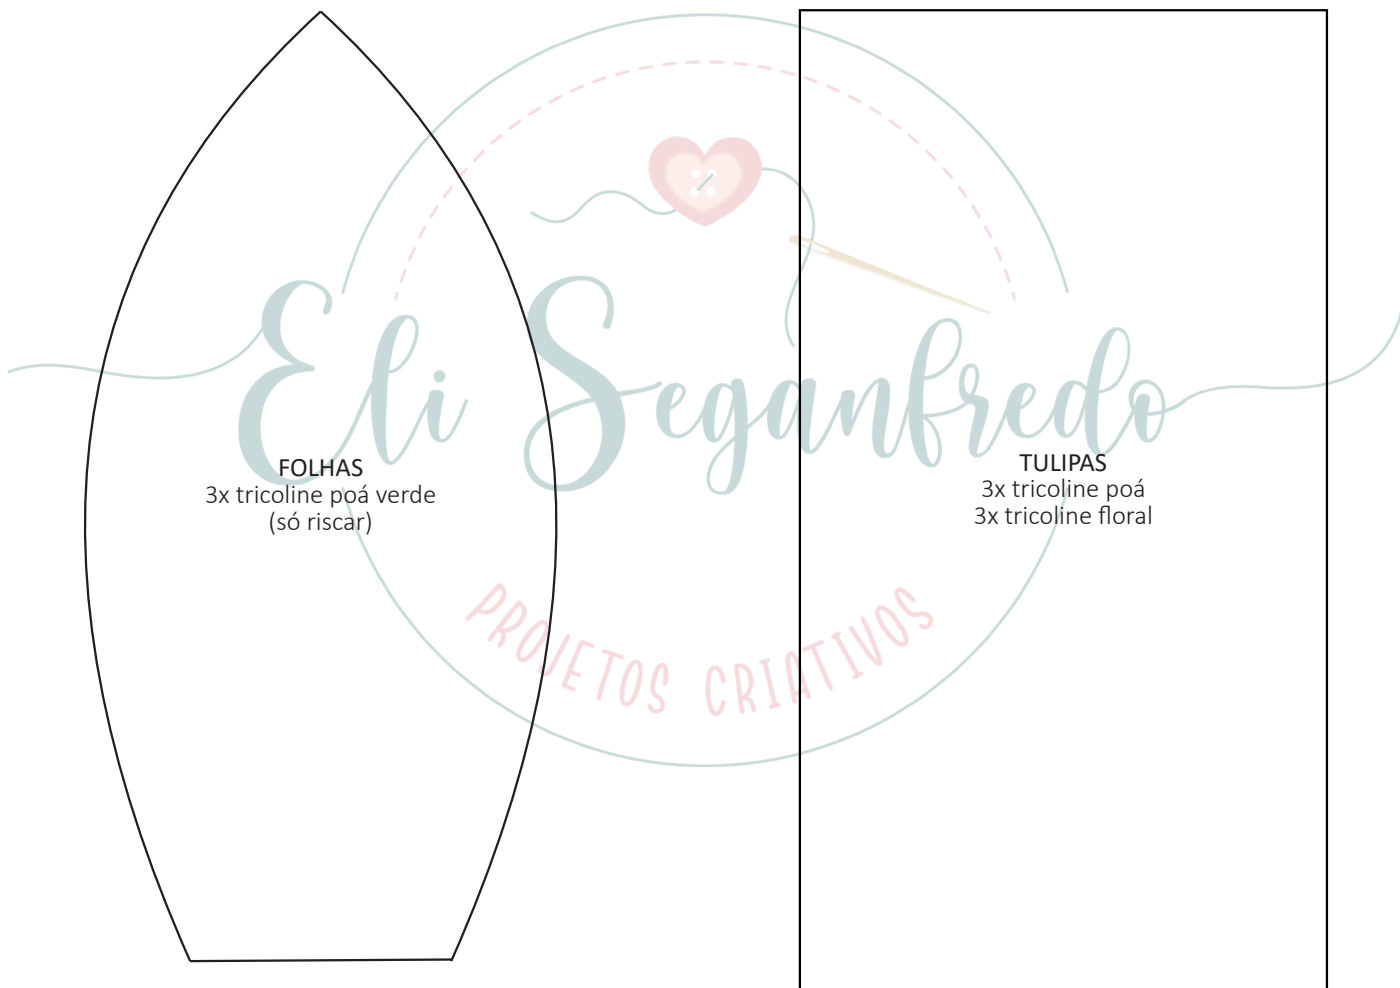 Eli Seganfredo
FOLHAS
3x tricoline poá verde
(só riscar)
TULIPAS
3x tricoline poá
3x tricoline floral
PROJETOS CRIATIVOS